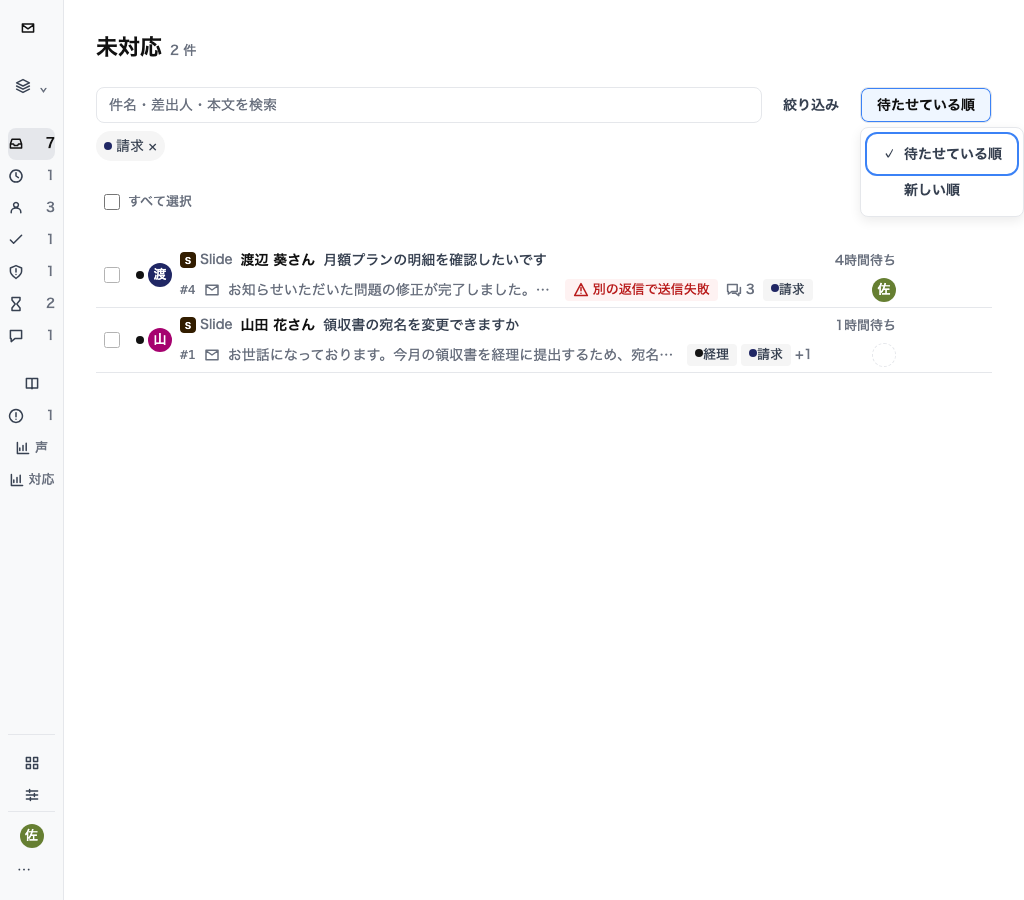 未対応 2 件
件名・差出人・本文を検索
絞り込み
待たせている順
✓ 待たせている順
新しい順
請求 ×
すべて選択
7
1
3
1
1
2
1
1
声
対応
渡
S Slide 渡辺 葵さん 月額プランの明細を確認したいです
4時間待ち
#4 お知らせいただいた問題の修正が完了しました。… 別の返信で送信失敗 3 請求
佐
山
S Slide 山田 花さん 領収書の宛名を変更できますか
1時間待ち
#1 お世話になっております。今月の領収書を経理に提出するため、宛名… 経理 請求 +1
佐
…